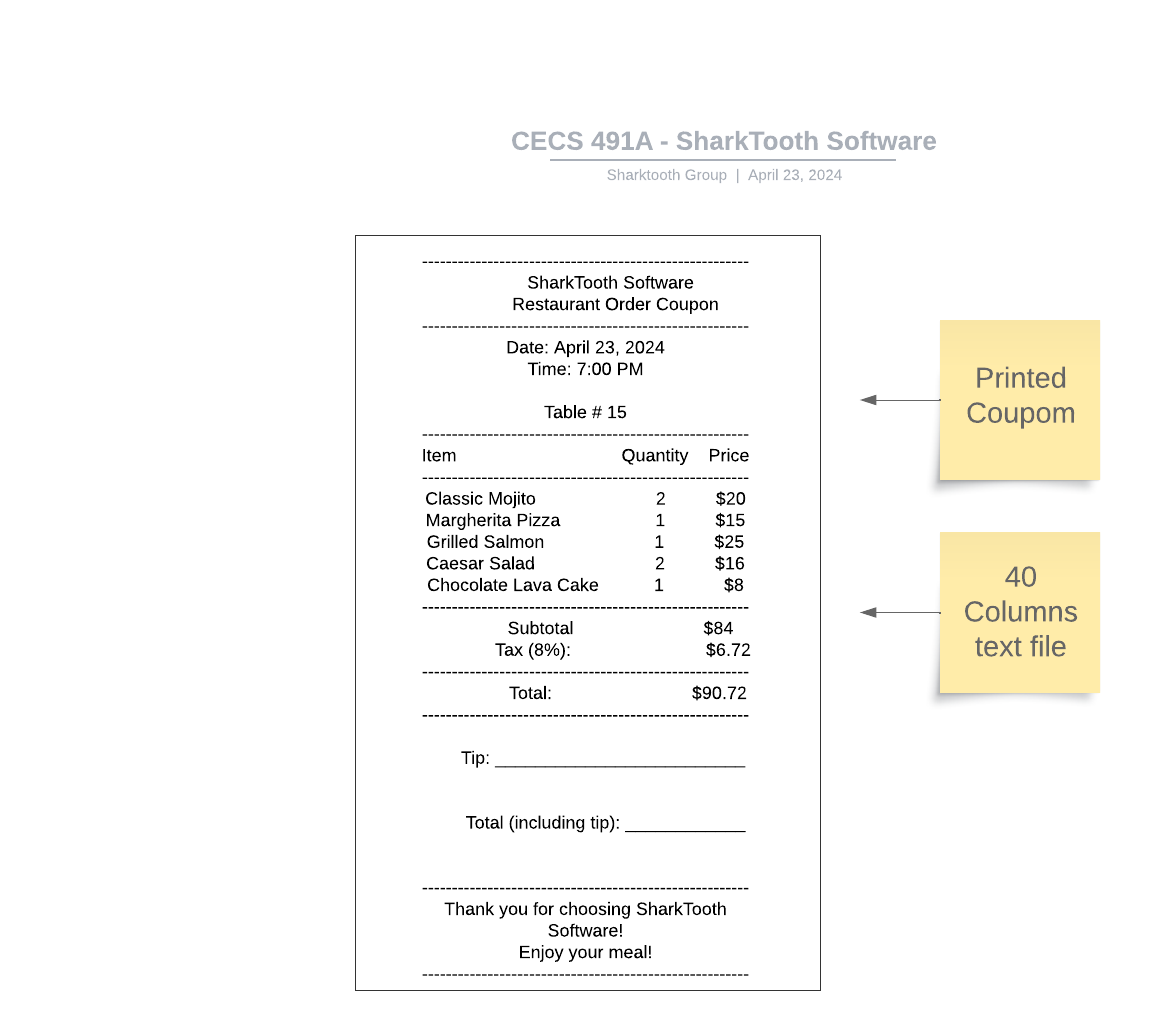 CECS 491A - SharkTooth Software
Sharktooth Group | April 23, 2024
-------------------------------------------------------
SharkTooth Software
Restaurant Order Coupon
-------------------------------------------------------
Date: April 23, 2024
Time: 7:00 PM
Table # 15
-------------------------------------------------------
Item Quantity Price
-------------------------------------------------------
Classic Mojito 2 $20
Margherita Pizza 1 $15
Grilled Salmon 1 $25
Caesar Salad 2 $16
Chocolate Lava Cake 1 $8
-------------------------------------------------------
Subtotal $84
Tax (8%): $6.72
-------------------------------------------------------
Total: $90.72
-------------------------------------------------------
Tip: _________________________
Total (including tip): ____________
-------------------------------------------------------
Thank you for choosing SharkTooth
Software!
Enjoy your meal!
-------------------------------------------------------
Printed
Coupom
40
Columns
text file